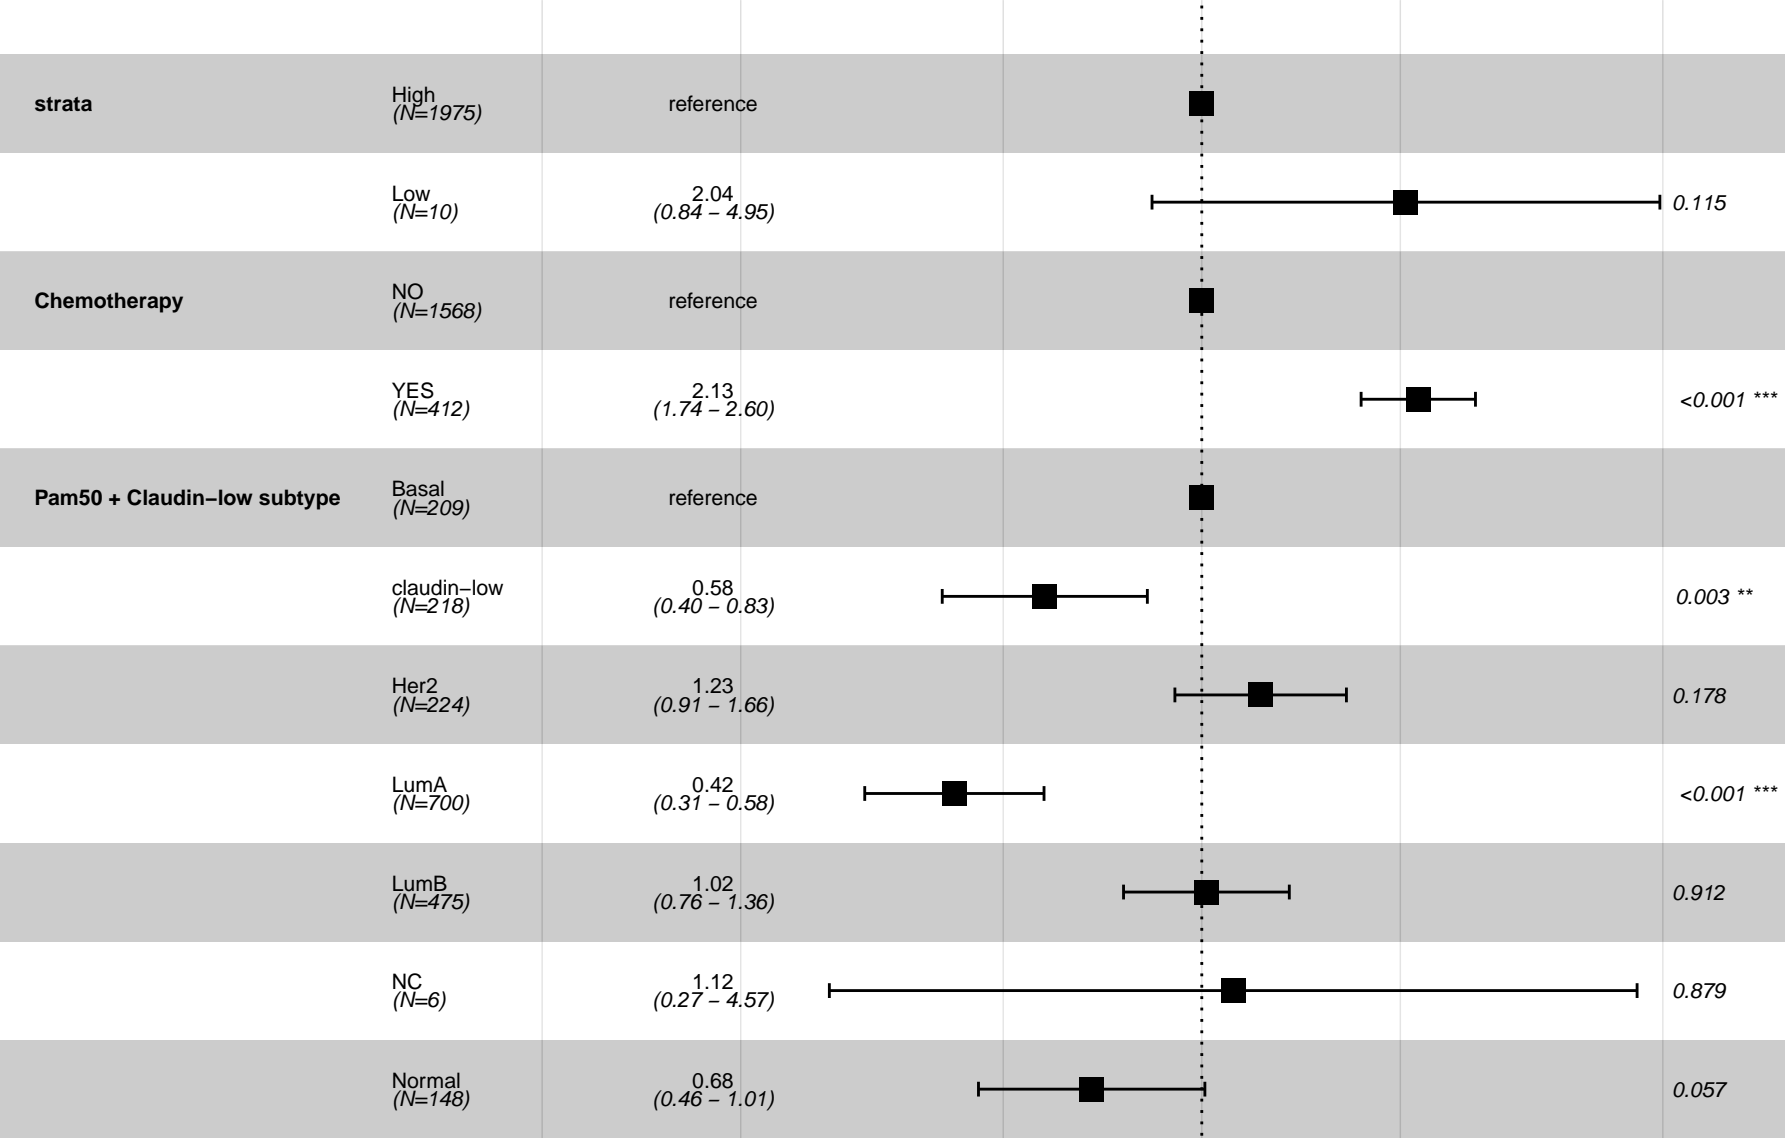 strata High reference
(N=1975)
Low 2.04 0.115
(N=10) (0.84 – 4.95)
Chemotherapy NO reference
(N=1568)
YES 2.13 <0.001 ***
(N=412) (1.74 – 2.60)
Pam50 + Claudin–low subtype Basal reference
(N=209)
claudin–low 0.58 0.003 **
(N=218) (0.40 – 0.83)
Her2 1.23 0.178
(N=224) (0.91 – 1.66)
LumA 0.42 <0.001 ***
(N=700) (0.31 – 0.58)
LumB 1.02 0.912
(N=475) (0.76 – 1.36)
NC 1.12 0.879
(N=6) (0.27 – 4.57)
Normal 0.68 0.057
(N=148) (0.46 – 1.01)